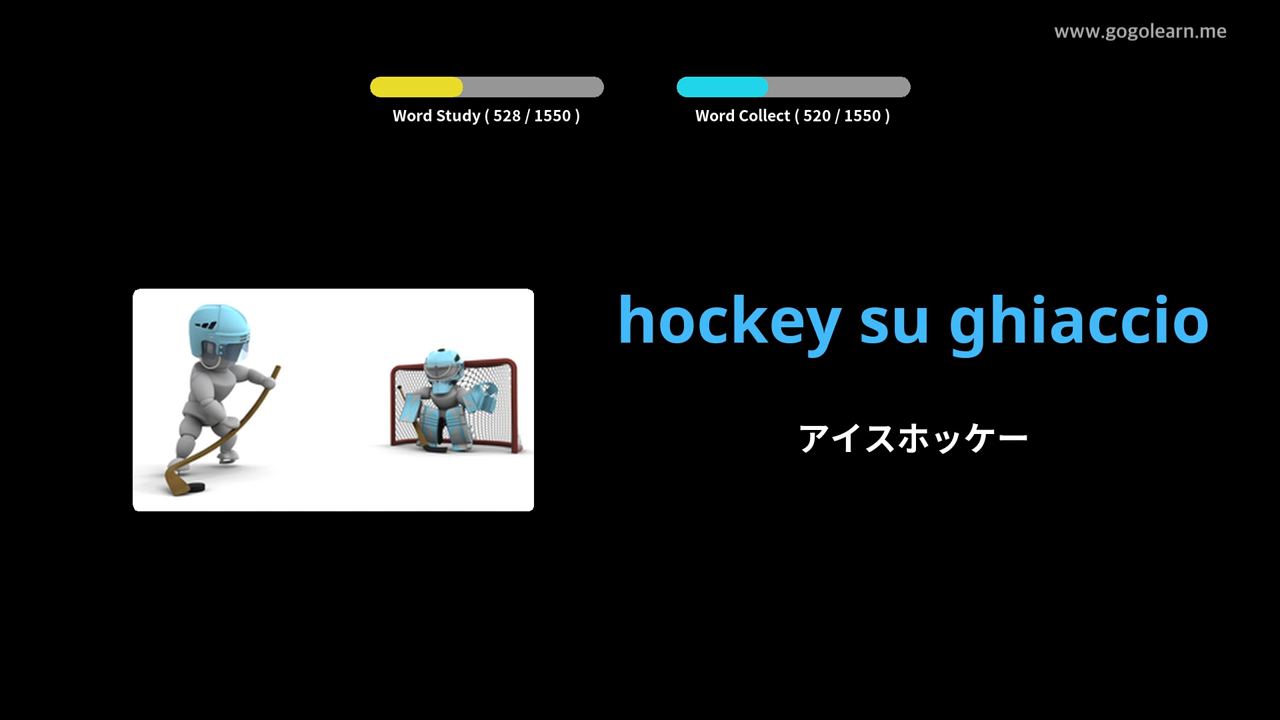 www.gogolearn.me
Word Study ( 528 / 1550 )
Word Collect ( 520 / 1550 )
hockey su ghiaccio
アイスホッケー